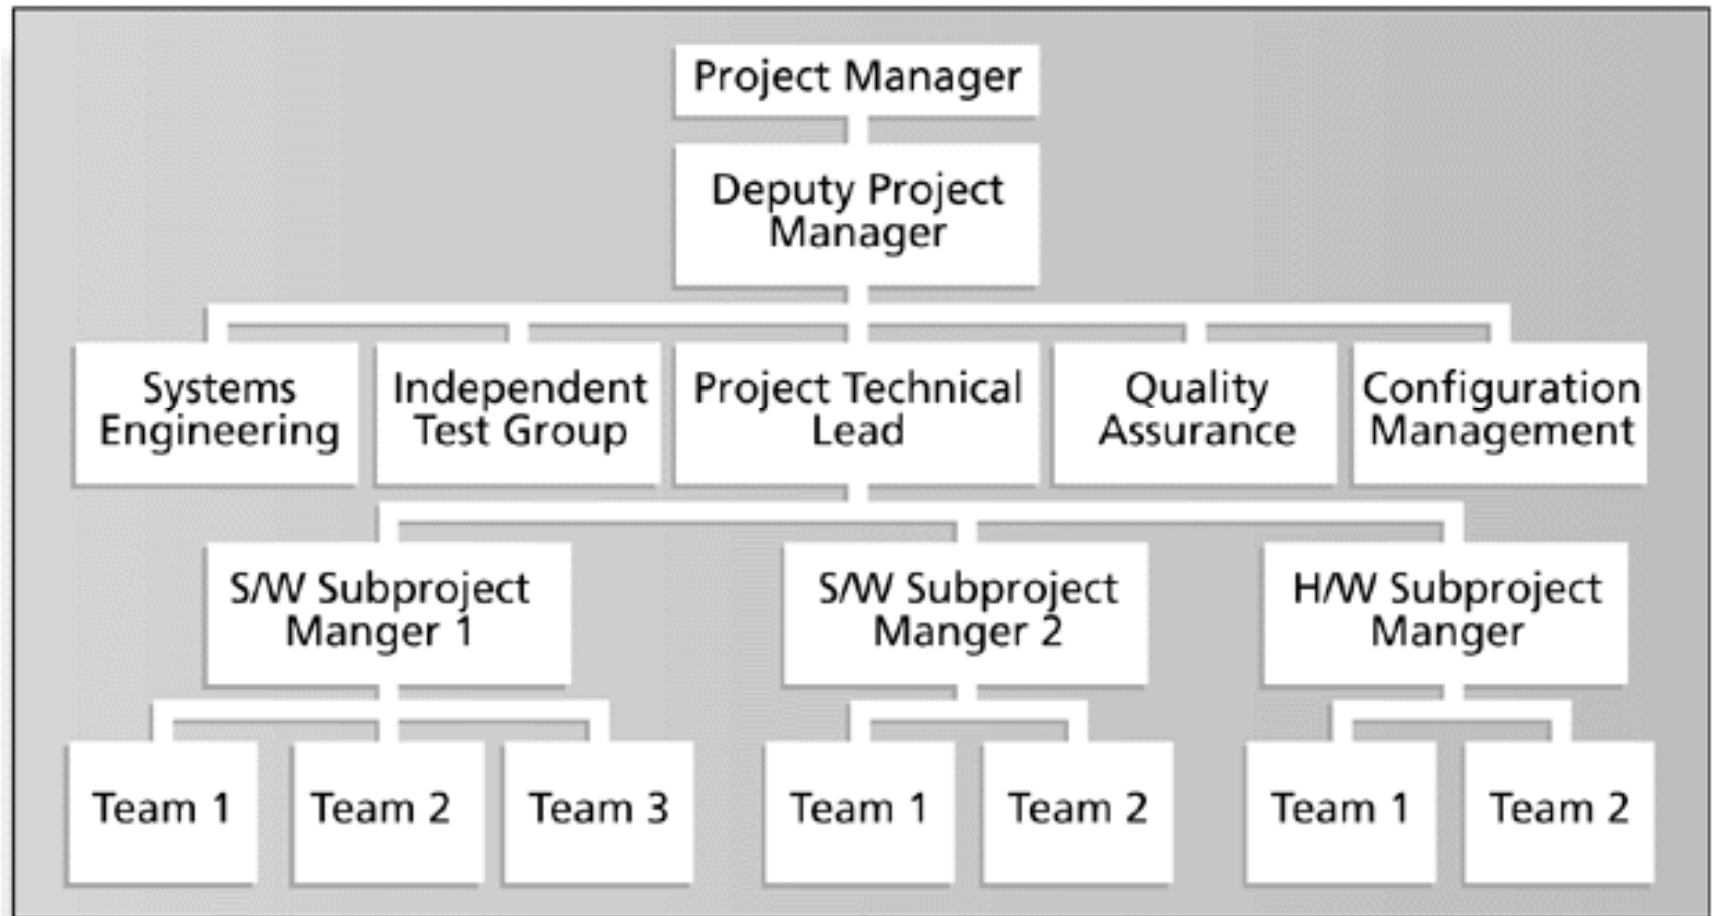 Project Manager
Deputy Project
Manager
Systems
Engineering
Independent
Test Group
Project Technical
Lead
Quality
Assurance
Configuration
Management
S/W Subproject
Manger 1
S/W Subproject
Manger 2
H/W Subproject
Manger
Team 1
Team 2
Team 3
Team 1
Team 2
Team 1
Team 2